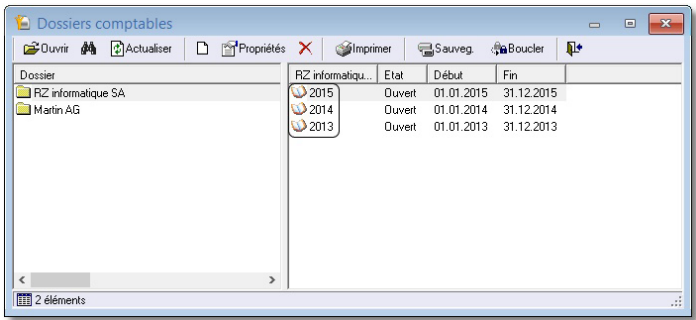 Dossiers comptables
Ouvrir Actualiser Propriétés Imprimer Sauveg. Boucler
Dossier
RZ informatique SA
Martin AG
RZ informatiqu... Etat Début Fin
2015 Ouvert 01.01.2015 31.12.2015
2014 Ouvert 01.01.2014 31.12.2014
2013 Ouvert 01.01.2013 31.12.2013
2 éléments